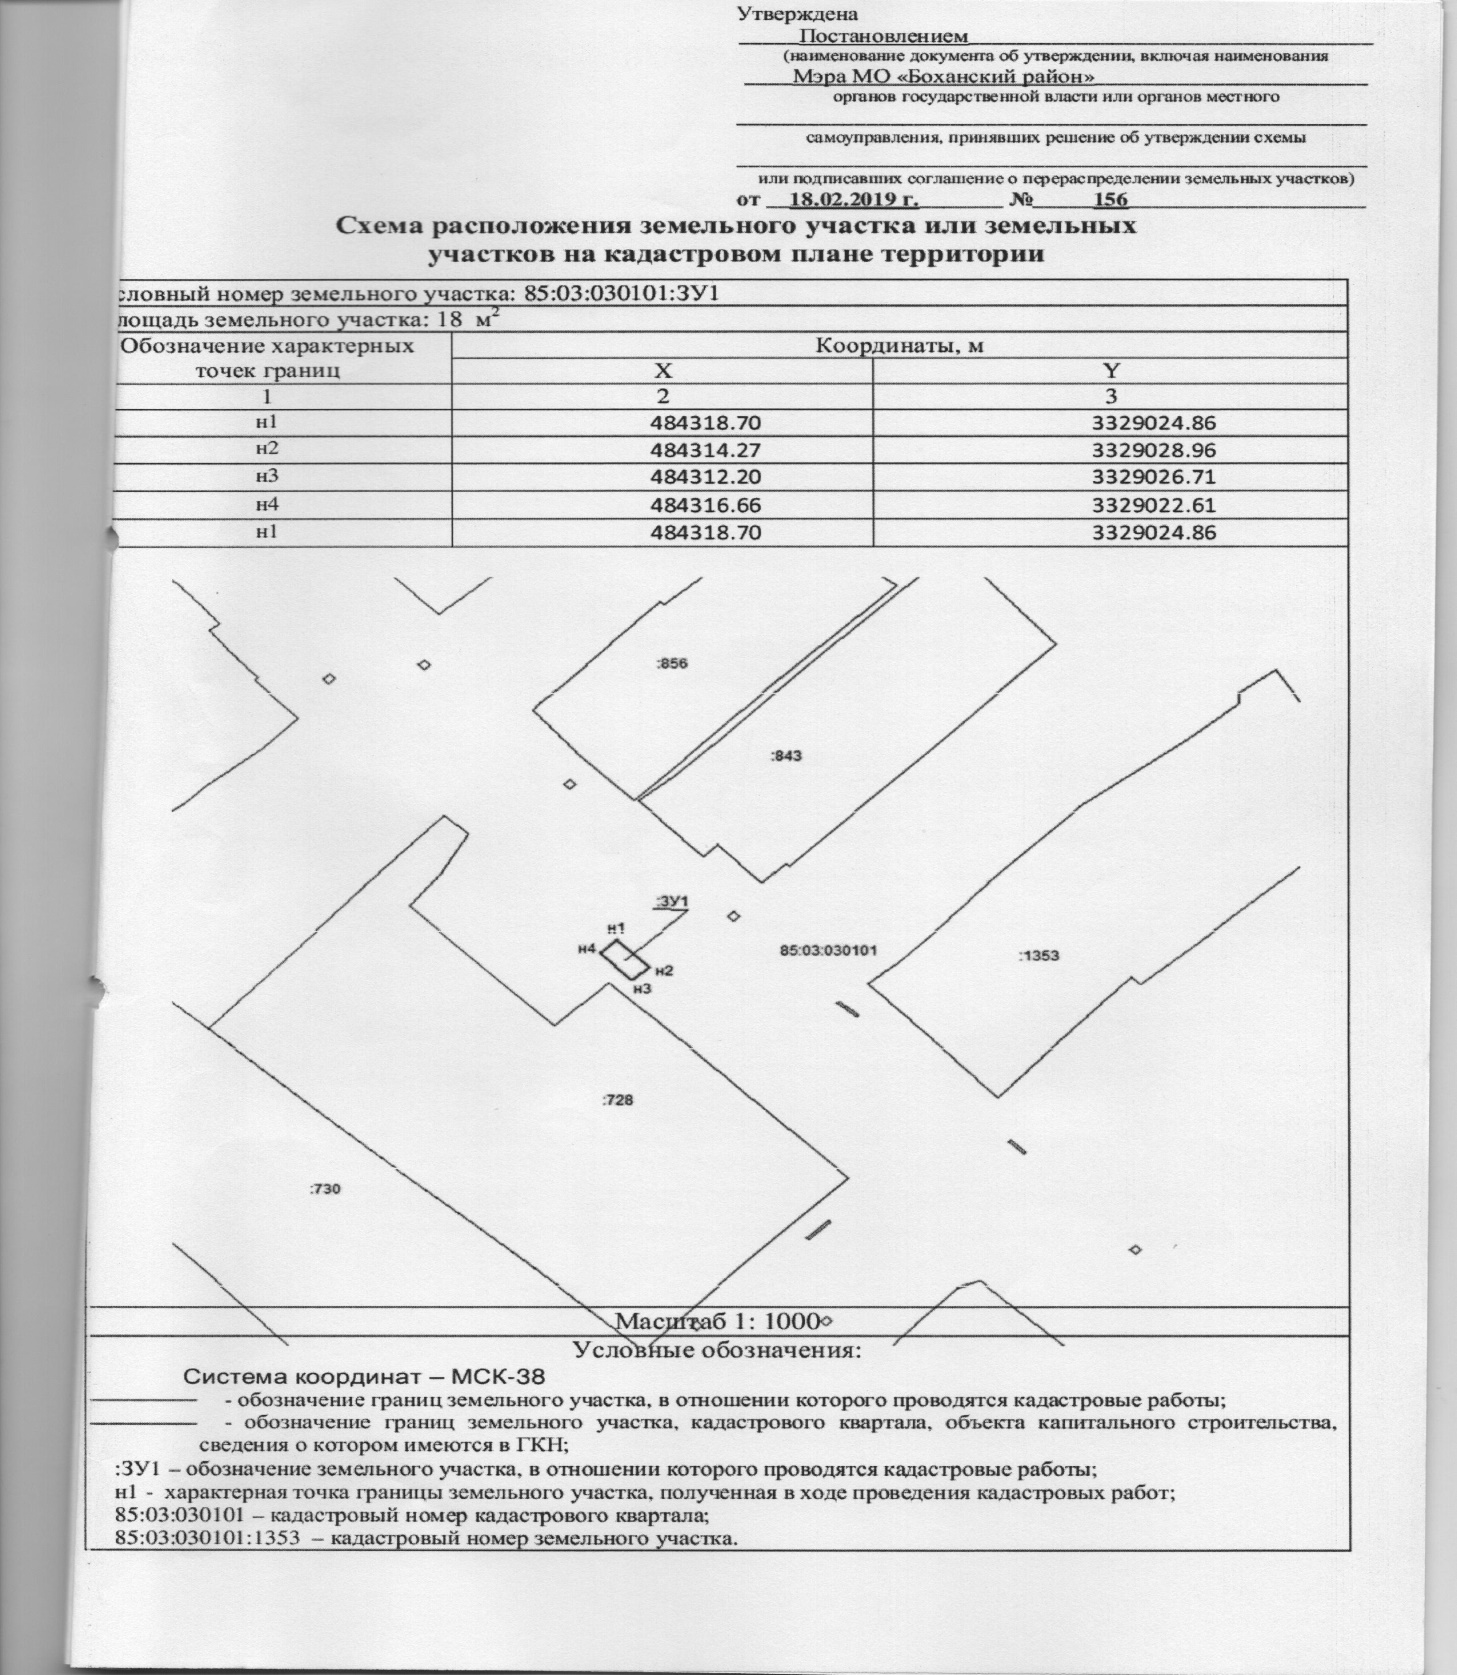 Утверждена
Постановлением
(наименование документа об утверждении, включая наименования
Мэра МО «Боханский район»
органов государственной власти или органов местного
самоуправления, принявших решение об утверждении схемы
или подписавших соглашение о перераспределении земельных участков)
от 18.02.2019 г. № 156
Схема расположения земельного участка или земельных
участков на кадастровом плане территории
словный номер земельного участка: 85:03:030101:ЗУ1
лощадь земельного участка: 18 м²
Обозначение характерных точек границ
Координаты, м
X Y
1 2 3
н1 484318.70 3329024.86
н2 484314.27 3329028.96
н3 484312.20 3329026.71
н4 484316.66 3329022.61
н1 484318.70 3329024.86
:856
:843
:ЗУ1
н1
н4
н2
н3
85:03:030101
:1353
:728
:730
Масштаб 1: 1000
Условные обозначения:
Система координат – МСК-38
- обозначение границ земельного участка, в отношении которого проводятся кадастровые работы;
- обозначение границ земельного участка, кадастрового квартала, объекта капитального строительства,
сведения о котором имеются в ГКН;
:ЗУ1 – обозначение земельного участка, в отношении которого проводятся кадастровые работы;
н1 - характерная точка границы земельного участка, полученная в ходе проведения кадастровых работ;
85:03:030101 – кадастровый номер кадастрового квартала;
85:03:030101:1353 – кадастровый номер земельного участка.